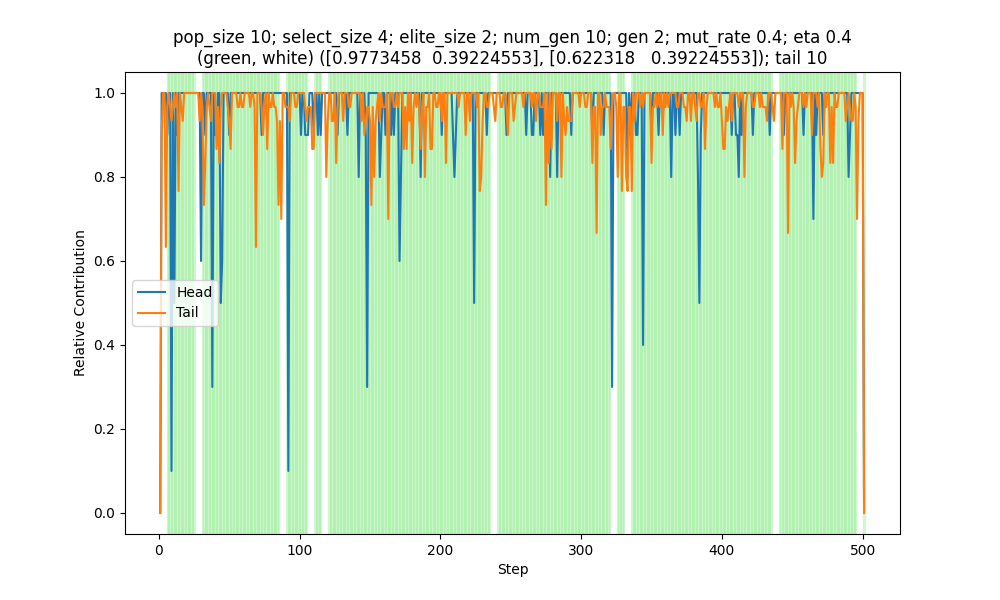 pop_size 10; select_size 4; elite_size 2; num_gen 10; gen 2; mut_rate 0.4; eta 0.4
(green, white) ([0.9773458  0.39224553], [0.622318   0.39224553]); tail 10
1.0
0.8
0.6
0.4
0.2
0.0
Relative Contribution
Head
Tail
0
100
200
300
400
500
Step